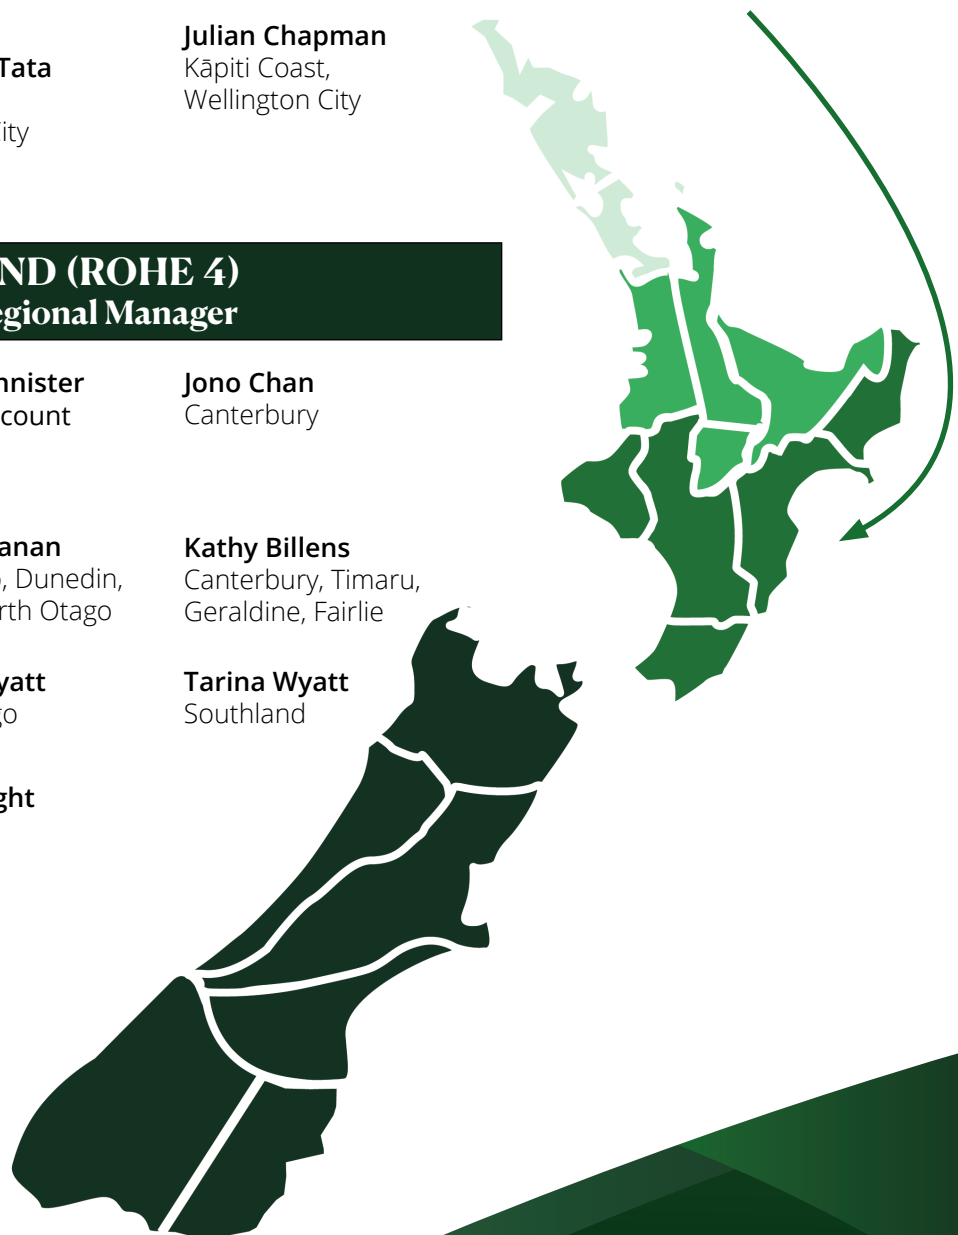 Tata
ity
Julian Chapman
Kāpiti Coast,
Wellington City
ND (ROHE 4)
egional Manager
nnister
count
Jono Chan
Canterbury
anan
, Dunedin,
rth Otago
Kathy Billens
Canterbury, Timaru,
Geraldine, Fairlie
yatt
go
Tarina Wyatt
Southland
ght